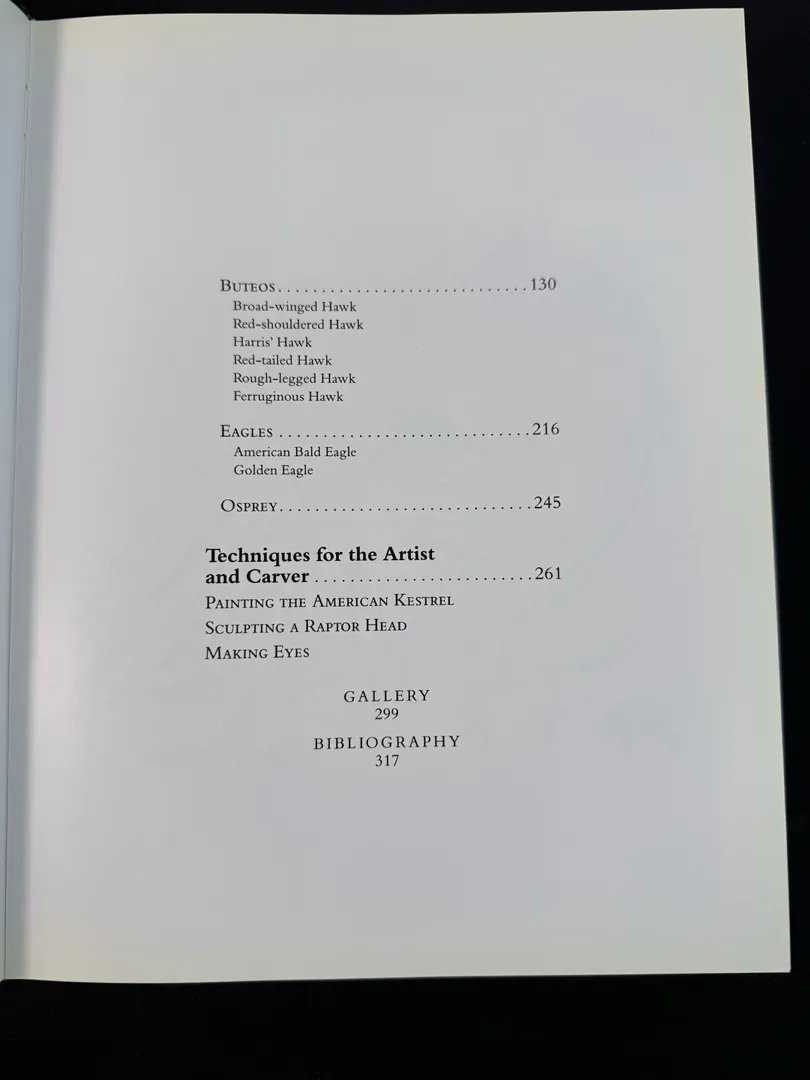 BUTEOS............................130
Broad-winged Hawk
Red-shouldered Hawk
Harris' Hawk
Red-tailed Hawk
Rough-legged Hawk
Ferruginous Hawk
EAGLES ............................216
American Bald Eagle
Golden Eagle
OSPREY............................245
Techniques for the Artist
and Carver.........................261
PAINTING THE AMERICAN KESTREL
SCULPTING A RAPTOR HEAD
MAKING EYES
GALLERY
299
BIBLIOGRAPHY
317